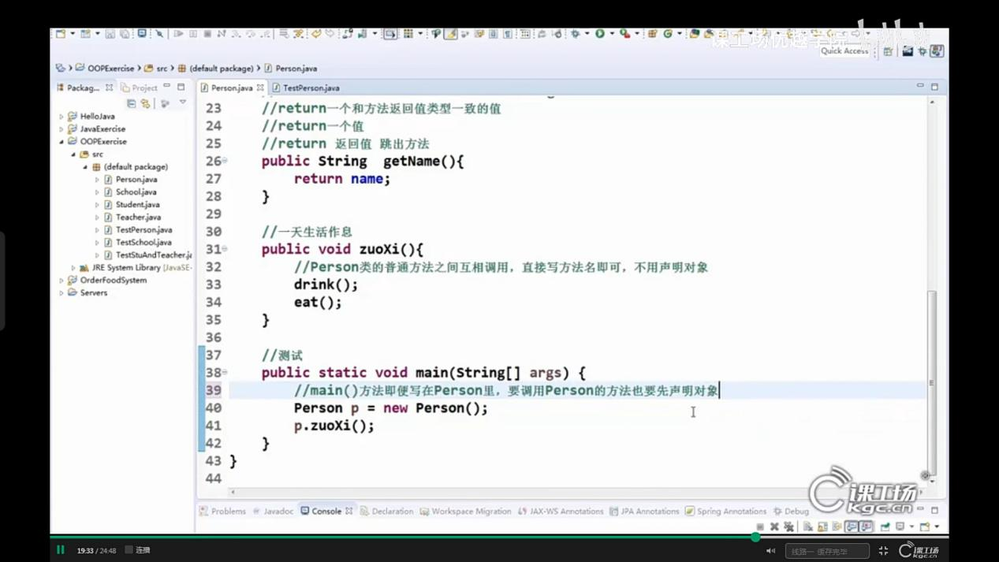 课工场优越学院
Quick Access
OOPExercise
src
(default package)
Person.java
Packag...
Project
Person.java
TestPerson.java
HelloJava
JavaExercise
OOPExercise
src
(default package)
Person.java
School.java
Student.java
Teacher.java
TestPerson.java
TestSchool.java
TestStuAndTeacher.ja
JRE System Library [JavaSE-
OrderFoodSystem
Servers
23 //return一个和方法返回值类型一致的值
24 //return一个值
25 //return 返回值 跳出方法
26 public String getName(){
27 return name;
28 }
29
30 //一天生活作息
31 public void zuoXi(){
32 //Person类的普通方法之间互相调用，直接写方法名即可，不用声明对象
33 drink();
34 eat();
35 }
36
37 //测试
38 public static void main(String[] args) {
39 //main()方法即便写在Person里，要调用Person的方法也要先声明对象
40 Person p = new Person();
41 p.zuoXi();
42 }
43 }
44
课工场
kgc.cn
Problems
Javadoc
Console
Declaration
Workspace Migration
JAX-WS Annotations
JPA Annotations
Spring Annotations
Debug
19:33 / 24:48
连播
线路一 缓存完毕
课工场
kgc.cn